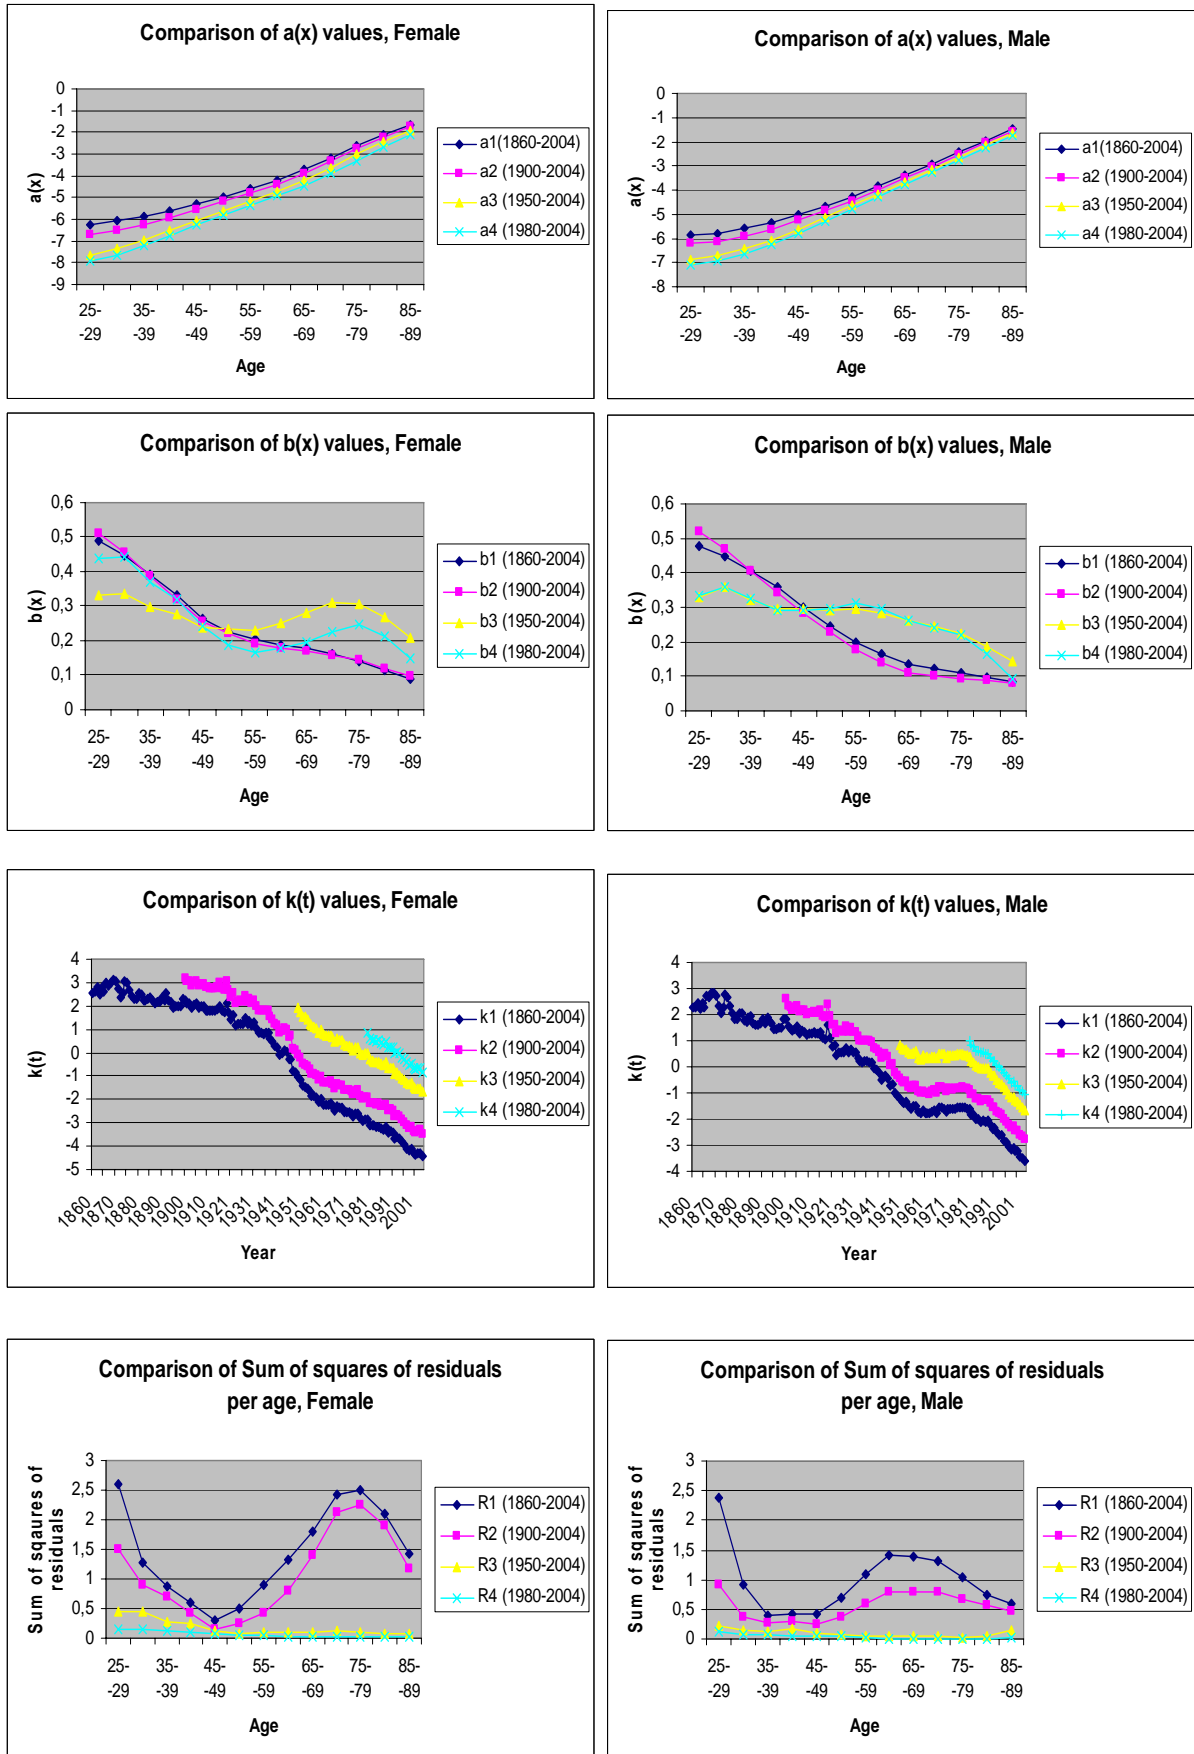 Comparison of a(x) values, Female
0
-1
-2
-3
-4
-5
-6
-7
-8
-9
a(x)
25- 35- 45- 55- 65- 75- 85-
-29 -39 -49 -59 -69 -79 -89
Age
a1(1860-2004)
a2 (1900-2004)
a3 (1950-2004)
a4 (1980-2004)
Comparison of a(x) values, Male
0
-1
-2
-3
-4
-5
-6
-7
-8
a(x)
25- 35- 45- 55- 65- 75- 85-
-29 -39 -49 -59 -69 -79 -89
Age
a1(1860-2004)
a2 (1900-2004)
a3 (1950-2004)
a4 (1980-2004)
Comparison of b(x) values, Female
0,6
0,5
0,4
0,3
0,2
0,1
0
b(x)
25- 35- 45- 55- 65- 75- 85-
-29 -39 -49 -59 -69 -79 -89
Age
b1 (1860-2004)
b2 (1900-2004)
b3 (1950-2004)
b4 (1980-2004)
Comparison of b(x) values, Male
0,6
0,5
0,4
0,3
0,2
0,1
0
b(x)
25- 35- 45- 55- 65- 75- 85-
-29 -39 -49 -59 -69 -79 -89
Age
b1 (1860-2004)
b2 (1900-2004)
b3 (1950-2004)
b4 (1980-2004)
Comparison of k(t) values, Female
4
3
2
1
0
-1
-2
-3
-4
-5
k(t)
1860 1870 1880 1890 1900 1910 1921 1931 1941 1951 1961 1971 1981 1991 2001
Year
k1 (1860-2004)
k2 (1900-2004)
k3 (1950-2004)
k4 (1980-2004)
Comparison of k(t) values, Male
4
3
2
1
0
-1
-2
-3
-4
k(t)
1860 1870 1880 1890 1900 1910 1921 1931 1941 1951 1961 1971 1981 1991 2001
Year
k1 (1860-2004)
k2 (1900-2004)
k3 (1950-2004)
k4 (1980-2004)
Comparison of Sum of squares of residuals
per age, Female
3
2,5
2
1,5
1
0,5
0
Sum of sqaures of
residuals
25- 35- 45- 55- 65- 75- 85-
-29 -39 -49 -59 -69 -79 -89
Age
R1 (1860-2004)
R2 (1900-2004)
R3 (1950-2004)
R4 (1980-2004)
Comparison of Sum of squares of residuals
per age, Male
3
2,5
2
1,5
1
0,5
0
Sum of sqaures of
residuals
25- 35- 45- 55- 65- 75- 85-
-29 -39 -49 -59 -69 -79 -89
Age
R1 (1860-2004)
R2 (1900-2004)
R3 (1950-2004)
R4 (1980-2004)